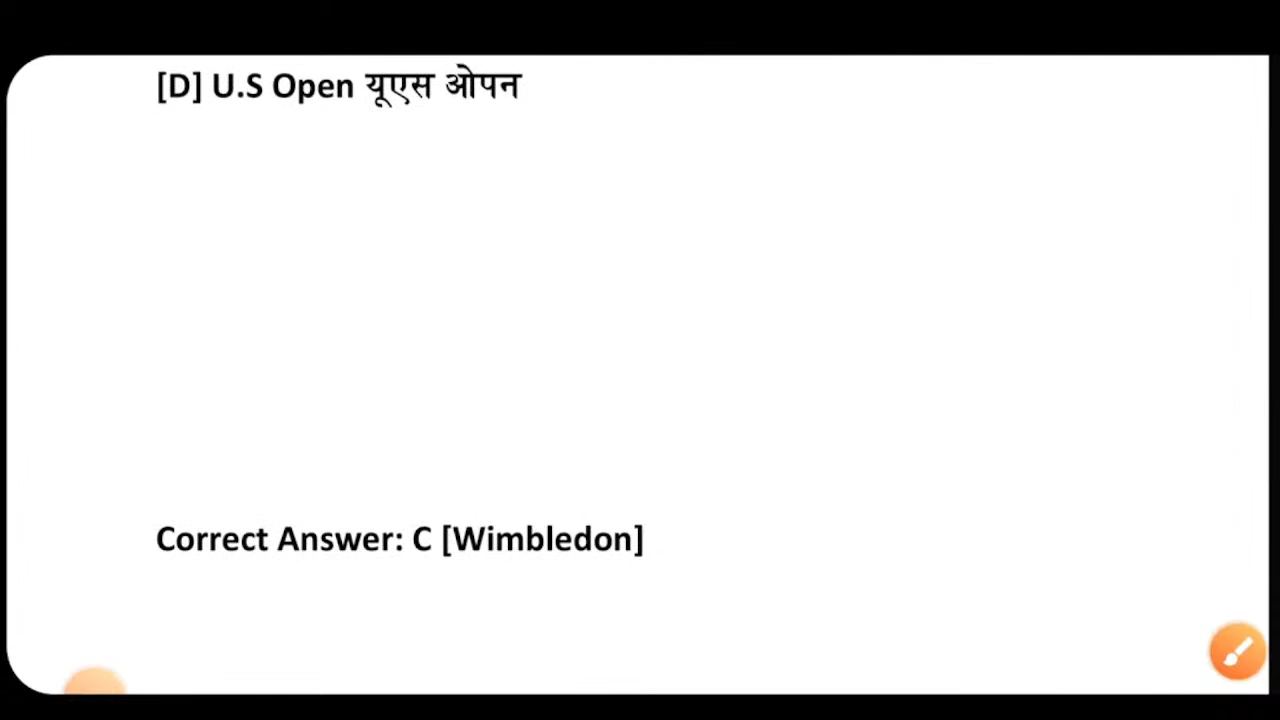 [D] U.S Open यूएस ओपन
Correct Answer: C [Wimbledon]